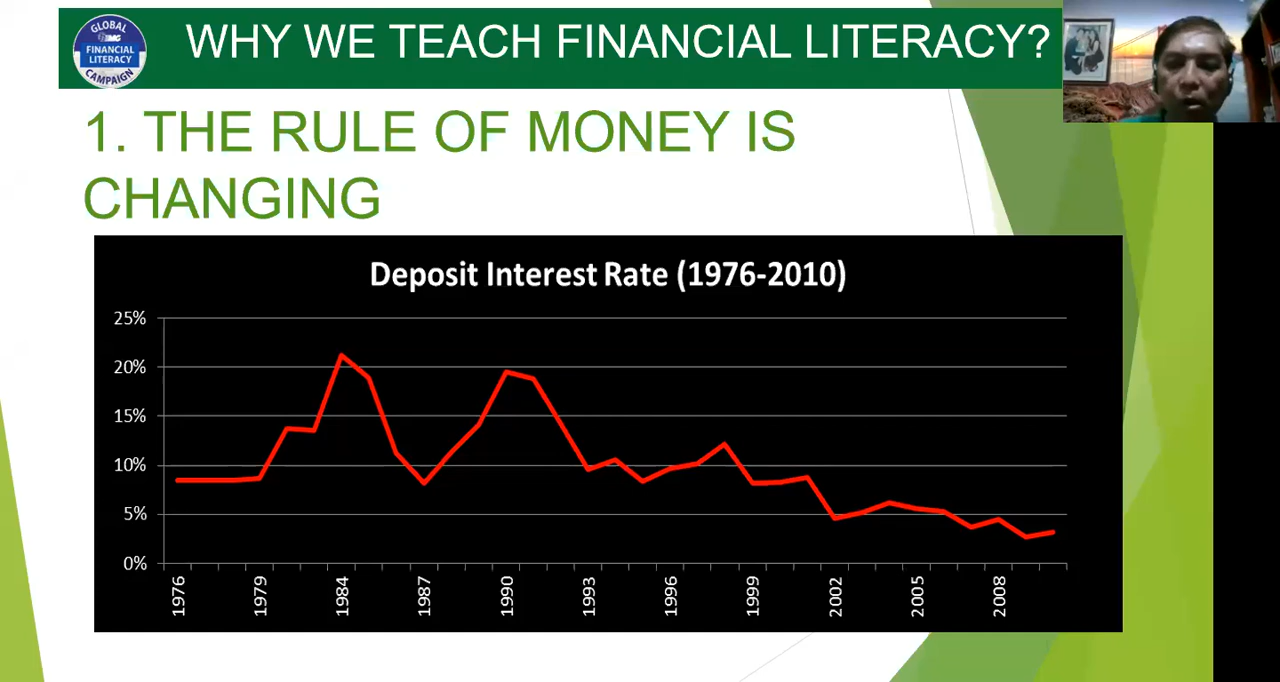 GLOBAL
IMG
FINANCIAL
LITERACY
CAMPAIGN
WHY WE TEACH FINANCIAL LITERACY?
1. THE RULE OF MONEY IS
CHANGING
Deposit Interest Rate (1976-2010)
25%
20%
15%
10%
5%
0%
1976
1979
1984
1987
1990
1993
1996
1999
2002
2005
2008